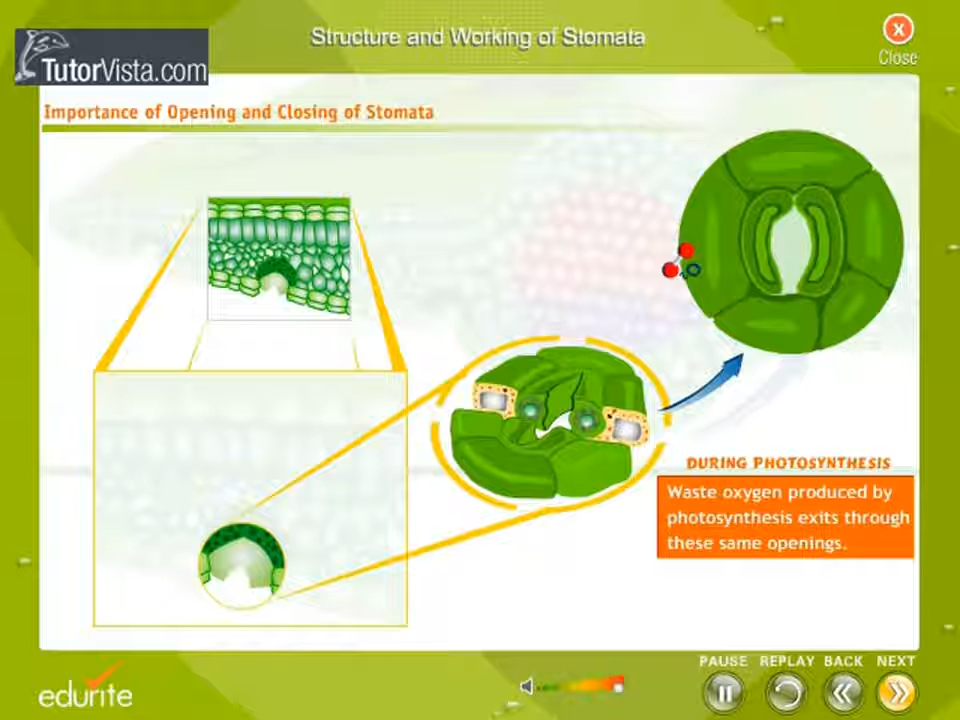 Structure and Working of Stomata
X
Close
TutorVista.com
Importance of Opening and Closing of Stomata
DURING PHOTOSYNTHESIS
Waste oxygen produced by
photosynthesis exits through
these same openings.
PAUSE REPLAY BACK NEXT
edurite